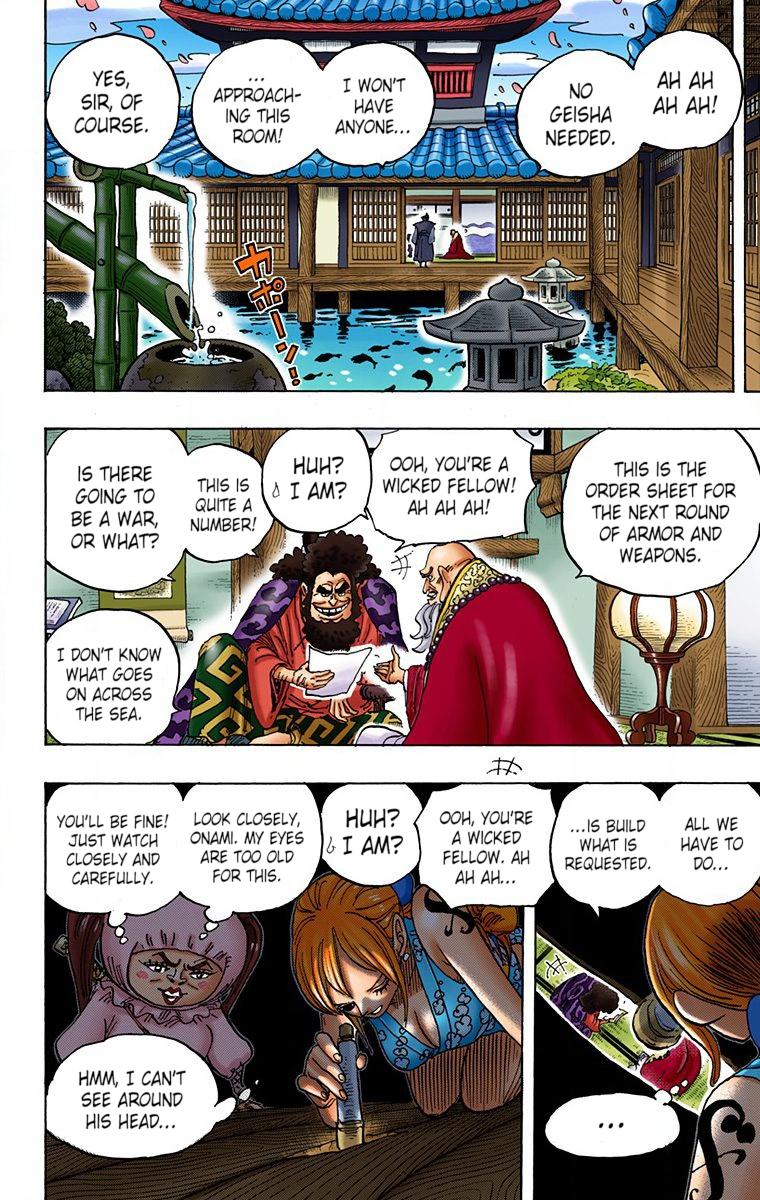 AH AH
AH AH!
NO
GEISHA
NEEDED.
I WON'T
HAVE
ANYONE...
...
APPROACH-
ING THIS
ROOM!
YES,
SIR, OF
COURSE.
カポーン!!
THIS IS THE
ORDER SHEET FOR
THE NEXT ROUND
OF ARMOR AND
WEAPONS.
OOH, YOU'RE A
WICKED FELLOW!
AH AH AH!
HUH?
I AM?
THIS IS
QUITE A
NUMBER!
IS THERE
GOING TO
BE A WAR,
OR WHAT?
I DON'T KNOW
WHAT GOES
ON ACROSS
THE SEA.
ALL WE
HAVE TO
DO...
...IS BUILD
WHAT IS
REQUESTED.
...
OOH, YOU'RE
A WICKED
FELLOW. AH
AH AH...
HUH?
I AM?
LOOK CLOSELY,
ONAMI. MY EYES
ARE TOO OLD
FOR THIS.
YOU'LL BE FINE!
JUST WATCH
CLOSELY AND
CAREFULLY.
HMM, I CAN'T
SEE AROUND
HIS HEAD...